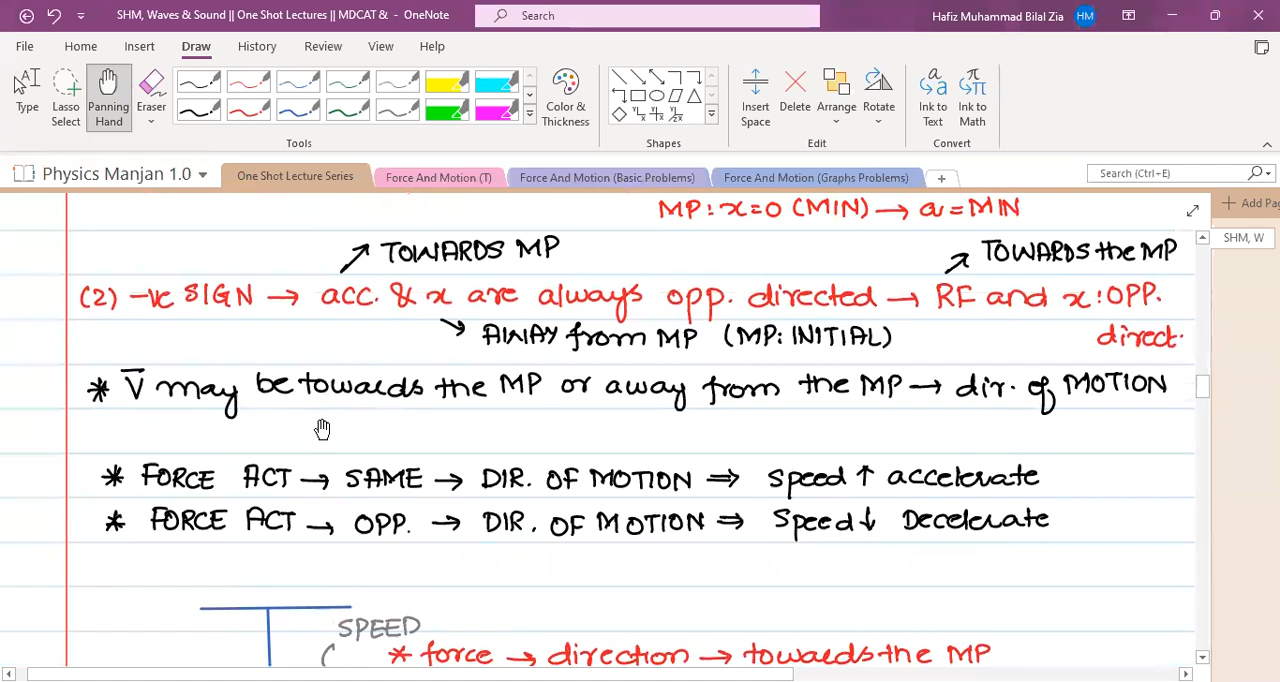 SHM, Waves & Sound || One Shot Lectures || MDCAT & - OneNote
Search
Hafiz Muhammad Bilal Zia HM
File Home Insert Draw View History Review View Help
Type
Lasso Select
Panning Hand
Eraser
Color & Thickness
Insert Space
Delete
Arrange
Rotate
Ink to Text
Ink to Math
Tools
Shapes
Edit
Convert
Physics Manjan 1.0
One Shot Lecture Series
Force And Motion (T)
Force And Motion (Basic Problems)
Force And Motion (Graphs Problems)
Search (Ctrl+E)
Add Pag
SHM, W
MP: x=0 (MIN) → a=MIN
↗ TOWARDS MP
↗ TOWARDS the MP
(2) -ve SIGN → acc. & x are always opp. directed → RF and x : OPP.
direct.
↘ AWAY from MP (MP: INITIAL)
* V̄ may be towards the MP or away from the MP → dir. of MOTION
* FORCE ACT → SAME → DIR. OF MOTION ⇒ Speed ↑ accelerate
* FORCE ACT → OPP. → DIR. OF MOTION ⇒ Speed ↓ Decelerate
SPEED
* force → direction → towards the MP